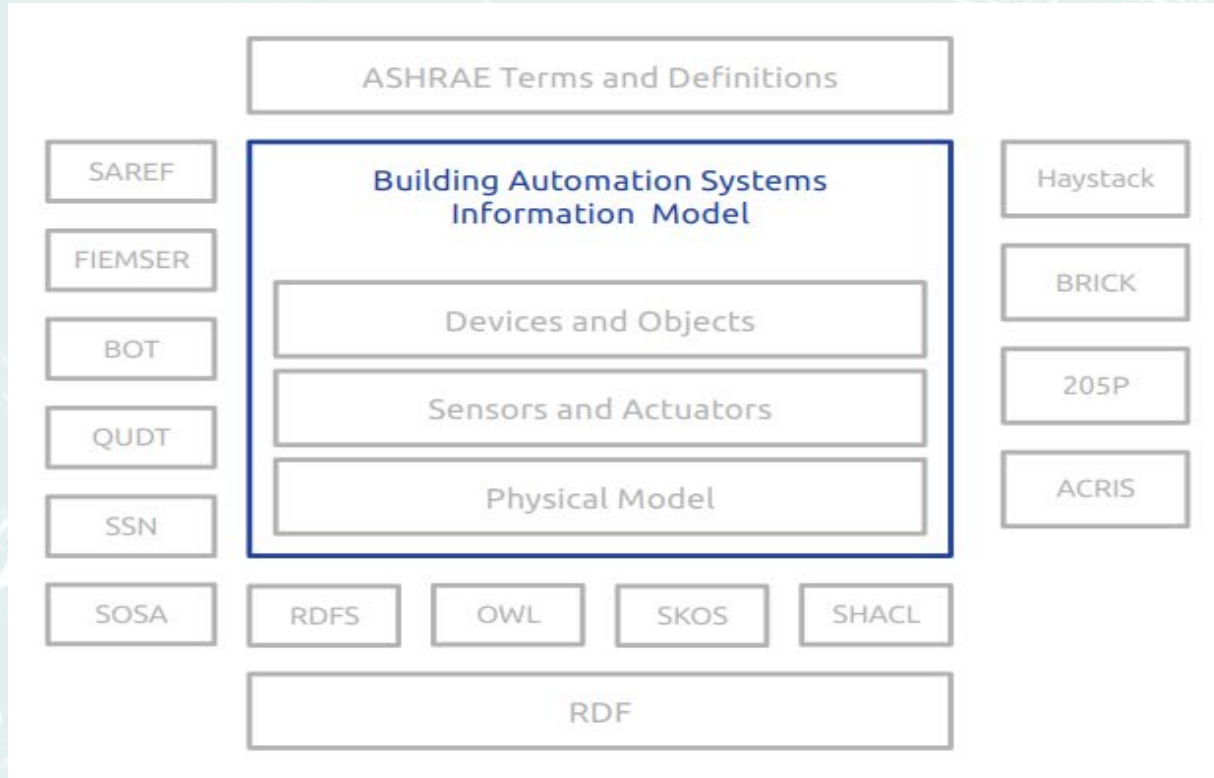 ASHRAE Terms and Definitions
SAREF
FIEMSER
BOT
QUDT
SSN
SOSA
Building Automation Systems
Information Model
Devices and Objects
Sensors and Actuators
Physical Model
Haystack
BRICK
205P
ACRIS
RDFS
OWL
SKOS
SHACL
RDF